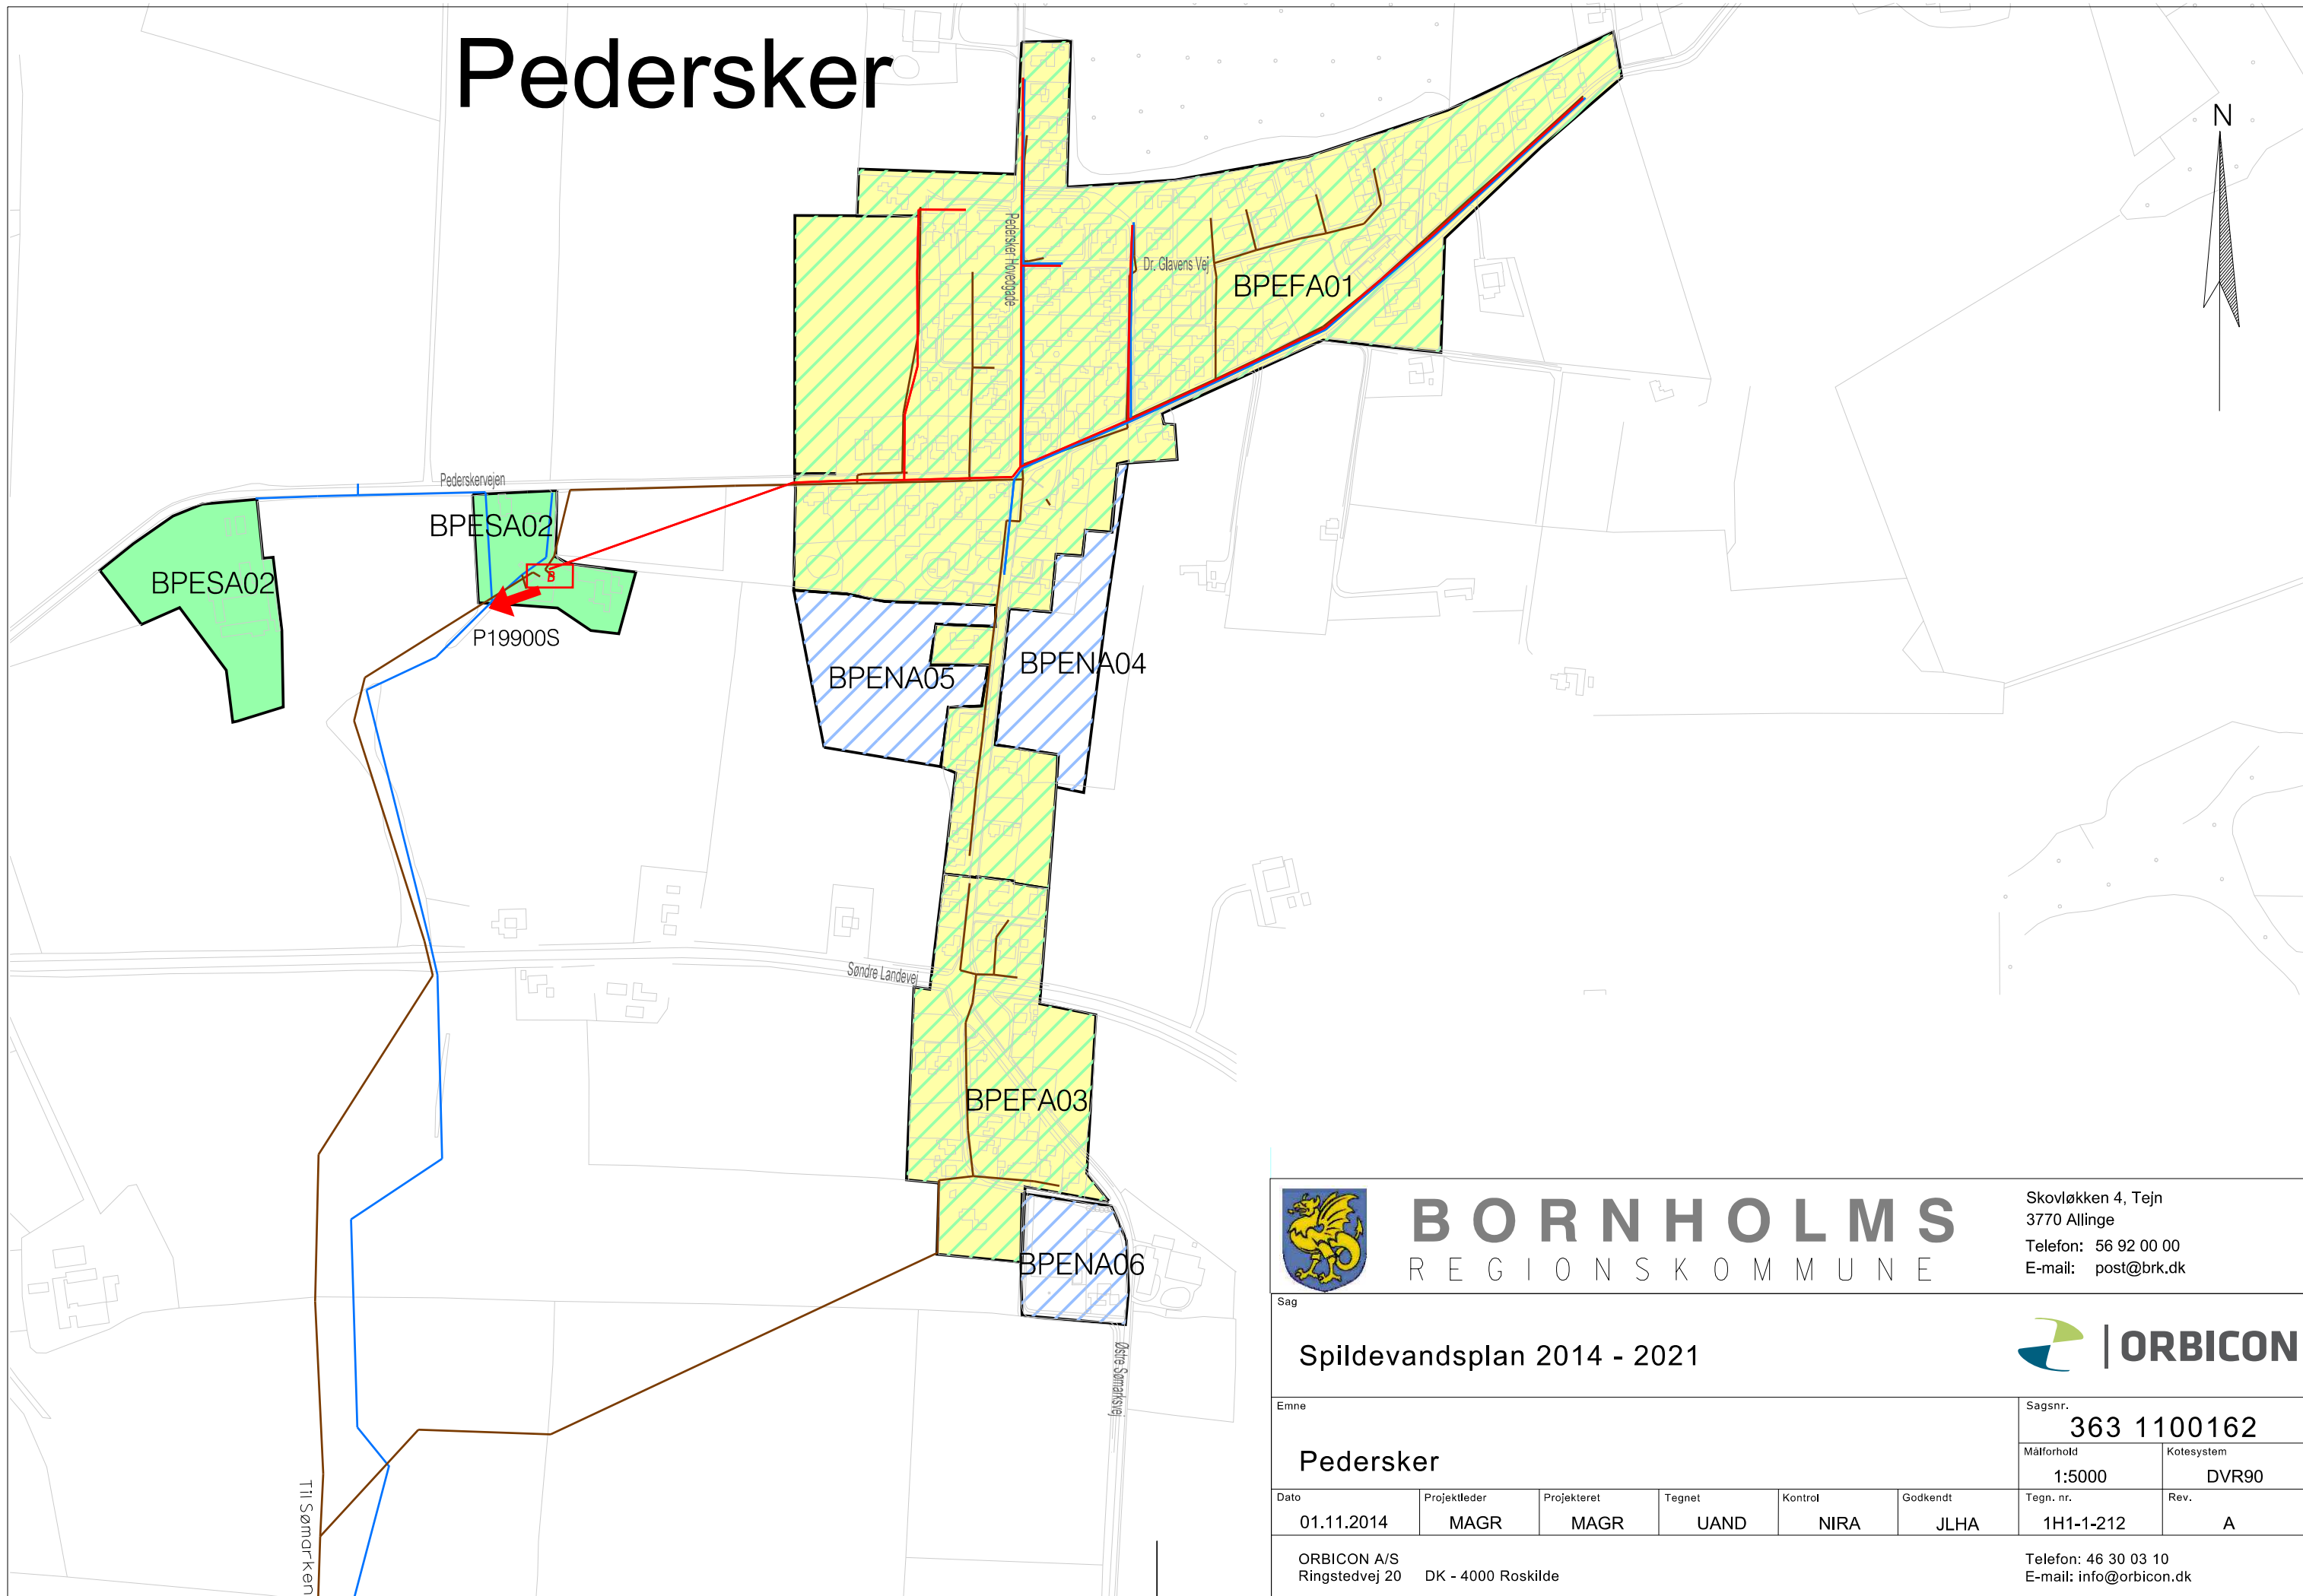 Pedersker
N
Pedersker Hovedgade
Dr. Glavens Vej
BPEFA01
Pederskervejen
BPESA02
BPESA02
B
P19900S
BPENA05
BPENA04
Søndre Landevej
BPEFA03
BPENA06
Østre Sømarksvej
Til Sømarken
BORNHOLMS
REGIONSKOMMUNE
Skovløkken 4, Tejn
3770 Allinge
Telefon: 56 92 00 00
E-mail: post@brk.dk
Sag
Spildevandsplan 2014 - 2021
ORBICON
Emne
Pedersker
Sagsnr.
363 1100162
Målforhold
1:5000
Kotesystem
DVR90
Dato
01.11.2014
Projektleder
MAGR
Projekteret
MAGR
Tegnet
UAND
Kontrol
NIRA
Godkendt
JLHA
Tegn. nr.
1H1-1-212
Rev.
A
ORBICON A/S
Ringstedvej 20 DK - 4000 Roskilde
Telefon: 46 30 03 10
E-mail: info@orbicon.dk